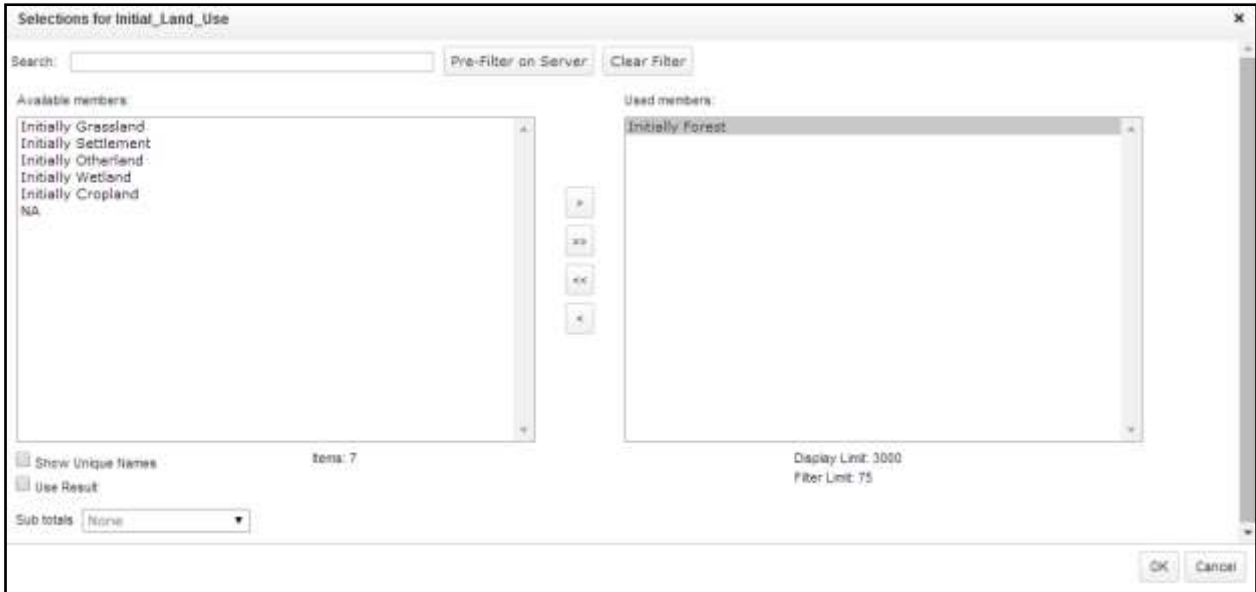 Selections for Initial_Land_Use
Search:
Pre-Filter on Server
Clear Filter
Available members:
Used members:
Initially Grassland
Initially Settlement
Initially Otherland
Initially Wetland
Initially Cropland
NA
Initially Forest
>
>>
<<
<
Show Unique Names
Items: 7
Display Limit: 3000
Use Result
Filter Limit: 75
Sub totals None
OK Cancel